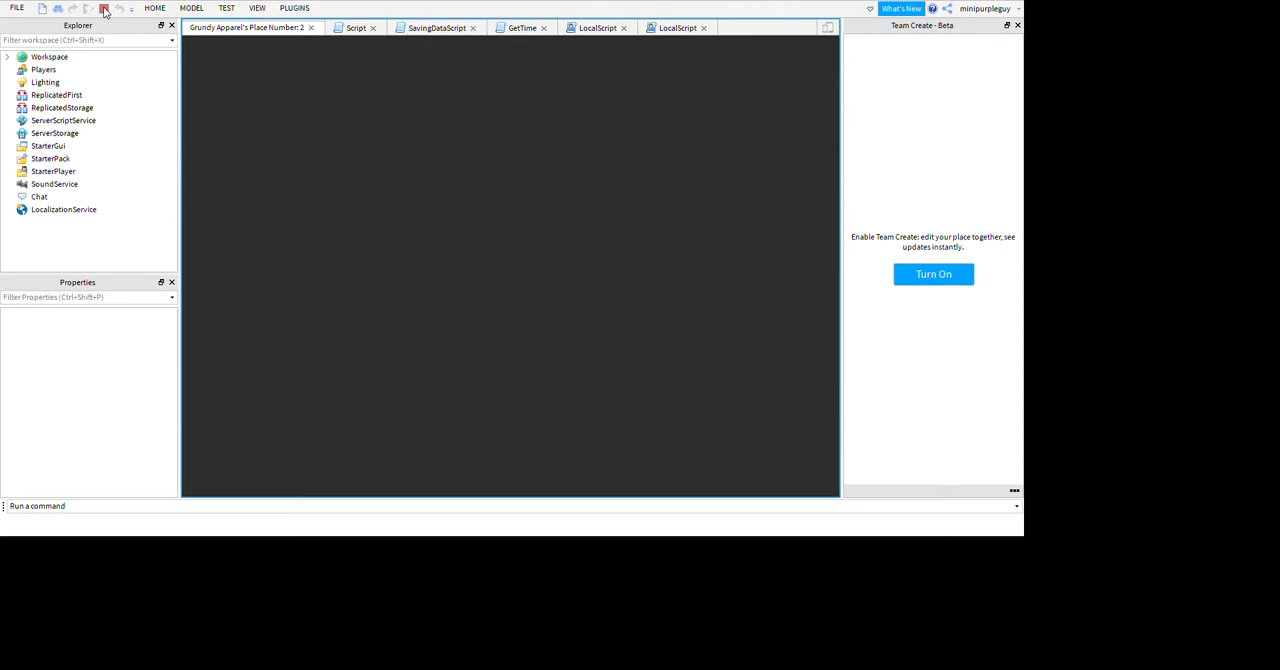 FILE HOME MODEL TEST VIEW PLUGINS What's New minipurpleguy
Explorer
Filter workspace (Ctrl+Shift+X)
Workspace
Players
Lighting
ReplicatedFirst
ReplicatedStorage
ServerScriptService
ServerStorage
StarterGui
StarterPack
StarterPlayer
SoundService
Chat
LocalizationService
Properties
Filter Properties (Ctrl+Shift+P)
Grundy Apparel's Place Number: 2 Script SavingDataScript GetTime LocalScript LocalScript
Team Create - Beta
Enable Team Create: edit your place together, see
updates instantly.
Turn On
Run a command